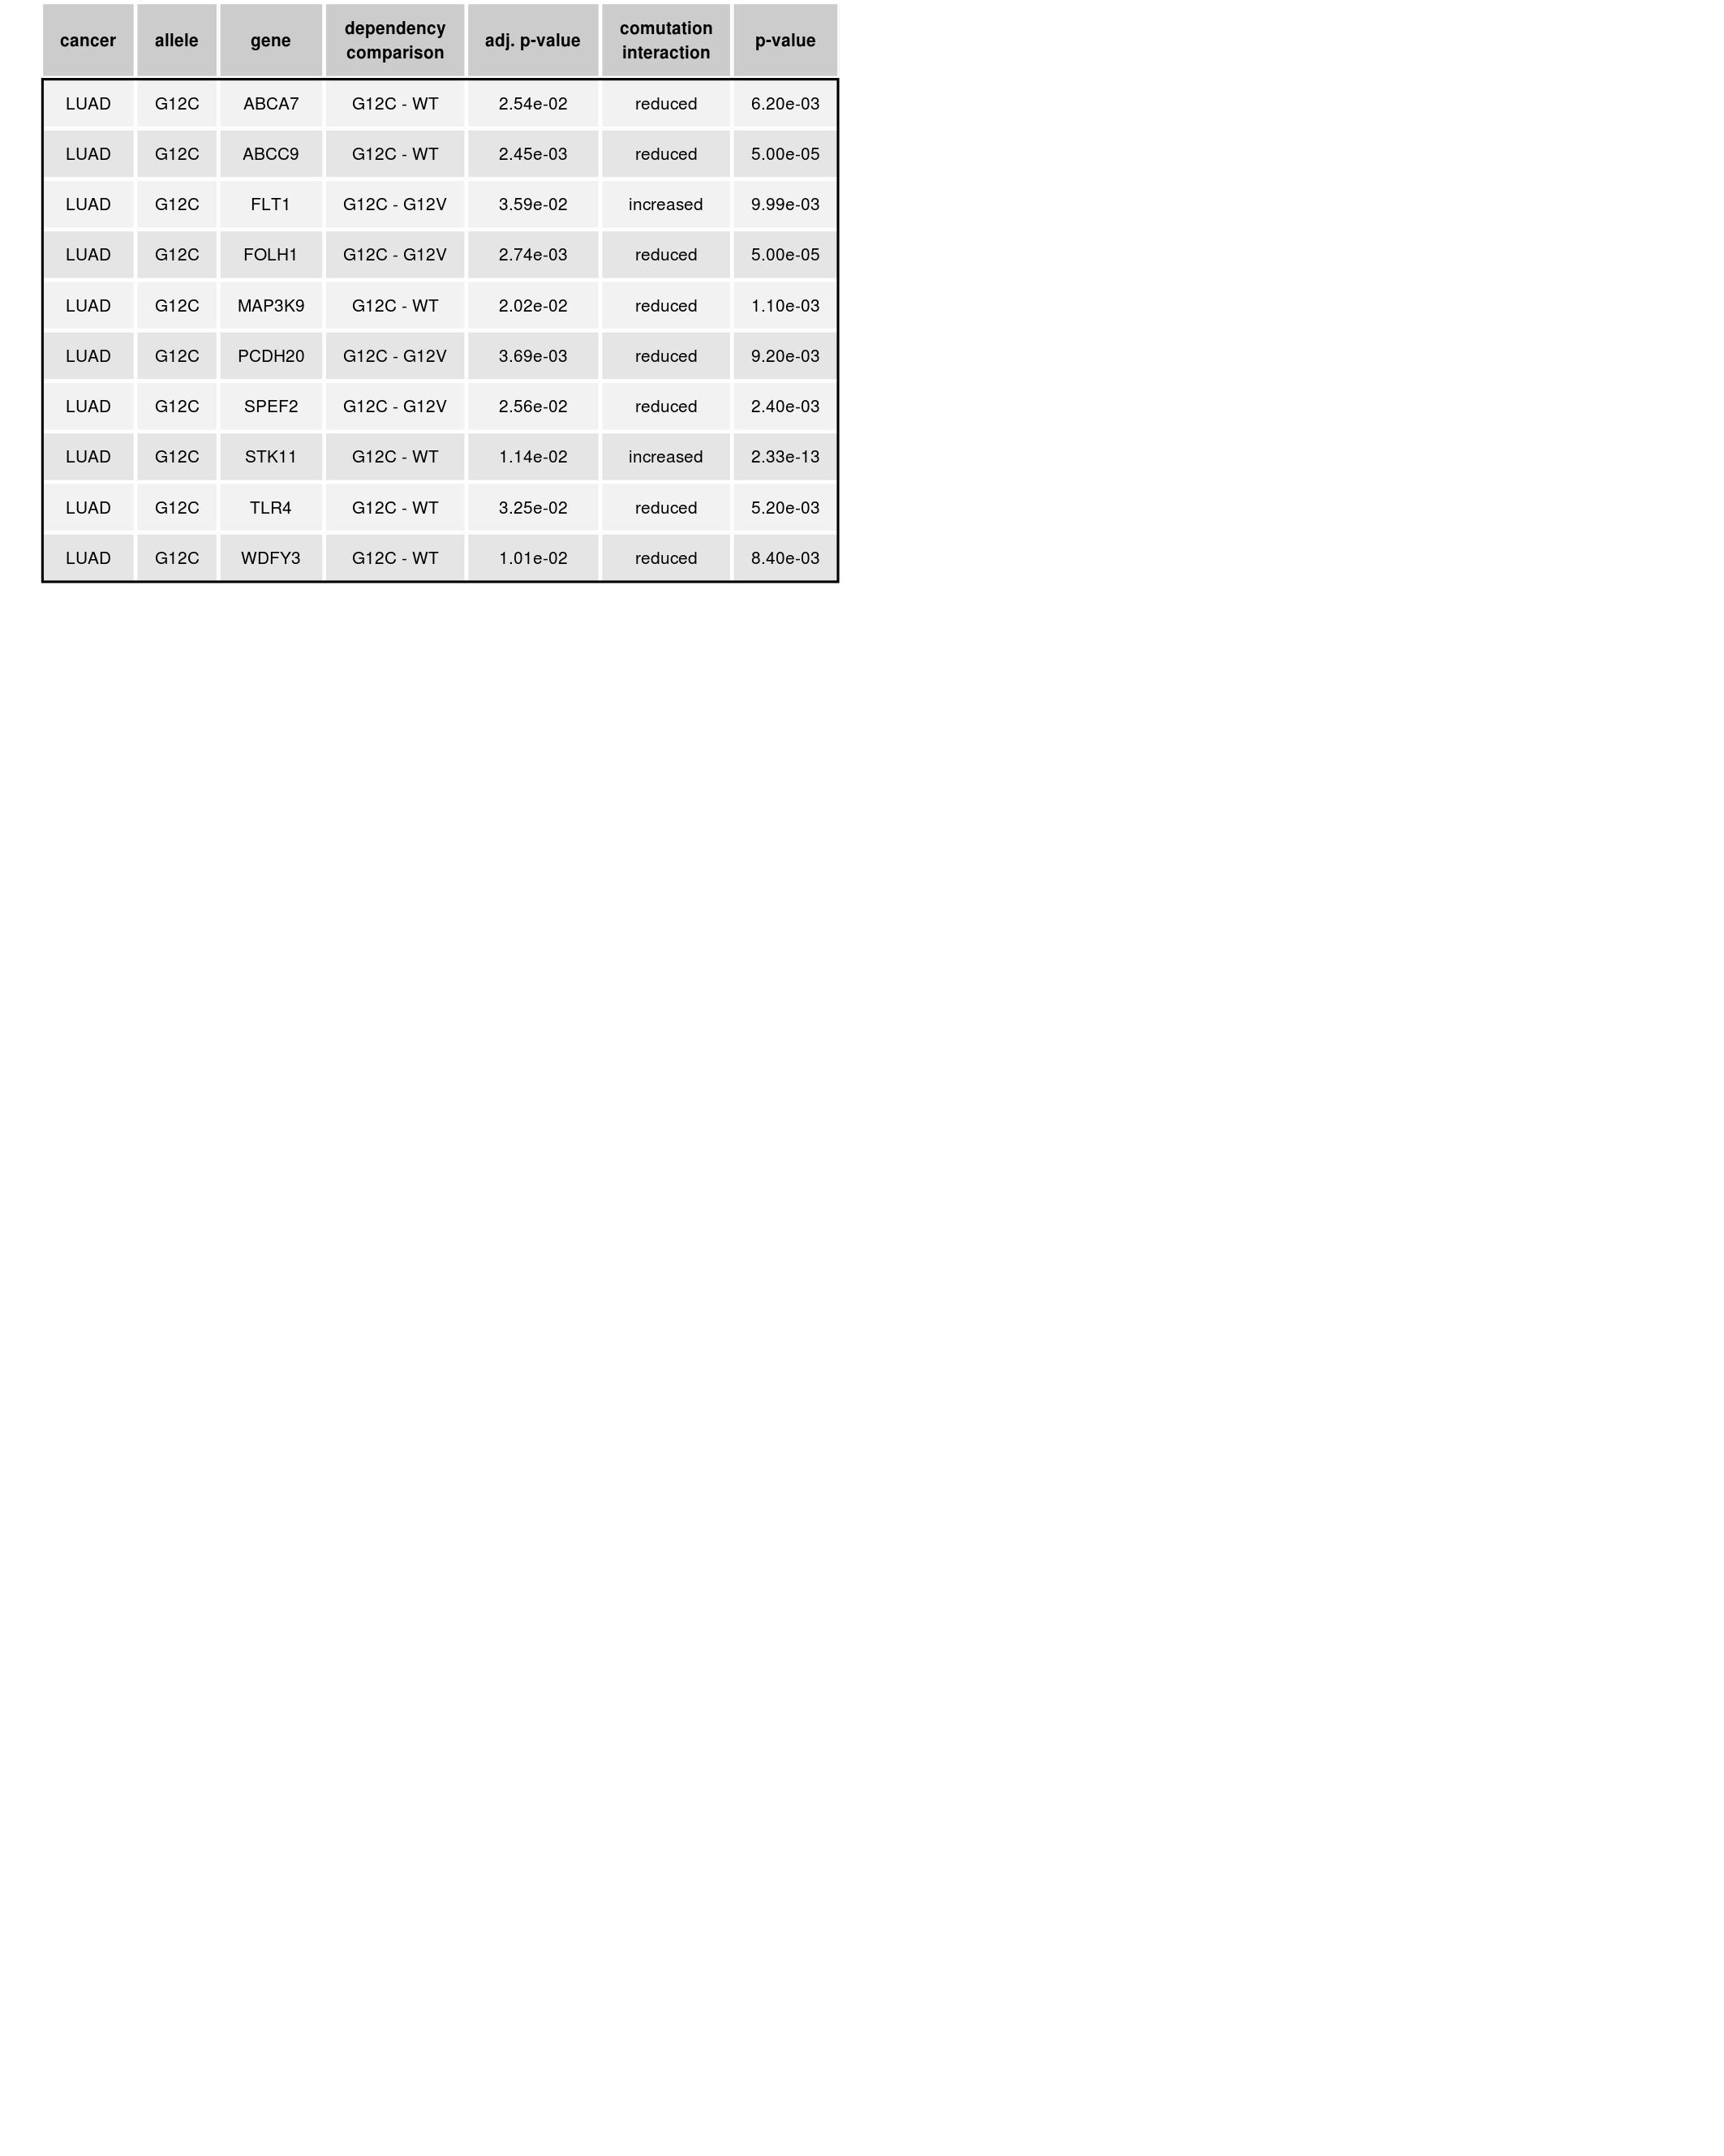 cancer allele gene dependency comparison adj. p-value comutation interaction p-value
LUAD G12C ABCA7 G12C - WT 2.54e-02 reduced 6.20e-03
LUAD G12C ABCC9 G12C - WT 2.45e-03 reduced 5.00e-05
LUAD G12C FLT1 G12C - G12V 3.59e-02 increased 9.99e-03
LUAD G12C FOLH1 G12C - G12V 2.74e-03 reduced 5.00e-05
LUAD G12C MAP3K9 G12C - WT 2.02e-02 reduced 1.10e-03
LUAD G12C PCDH20 G12C - G12V 3.69e-03 reduced 9.20e-03
LUAD G12C SPEF2 G12C - G12V 2.56e-02 reduced 2.40e-03
LUAD G12C STK11 G12C - WT 1.14e-02 increased 2.33e-13
LUAD G12C TLR4 G12C - WT 3.25e-02 reduced 5.20e-03
LUAD G12C WDFY3 G12C - WT 1.01e-02 reduced 8.40e-03